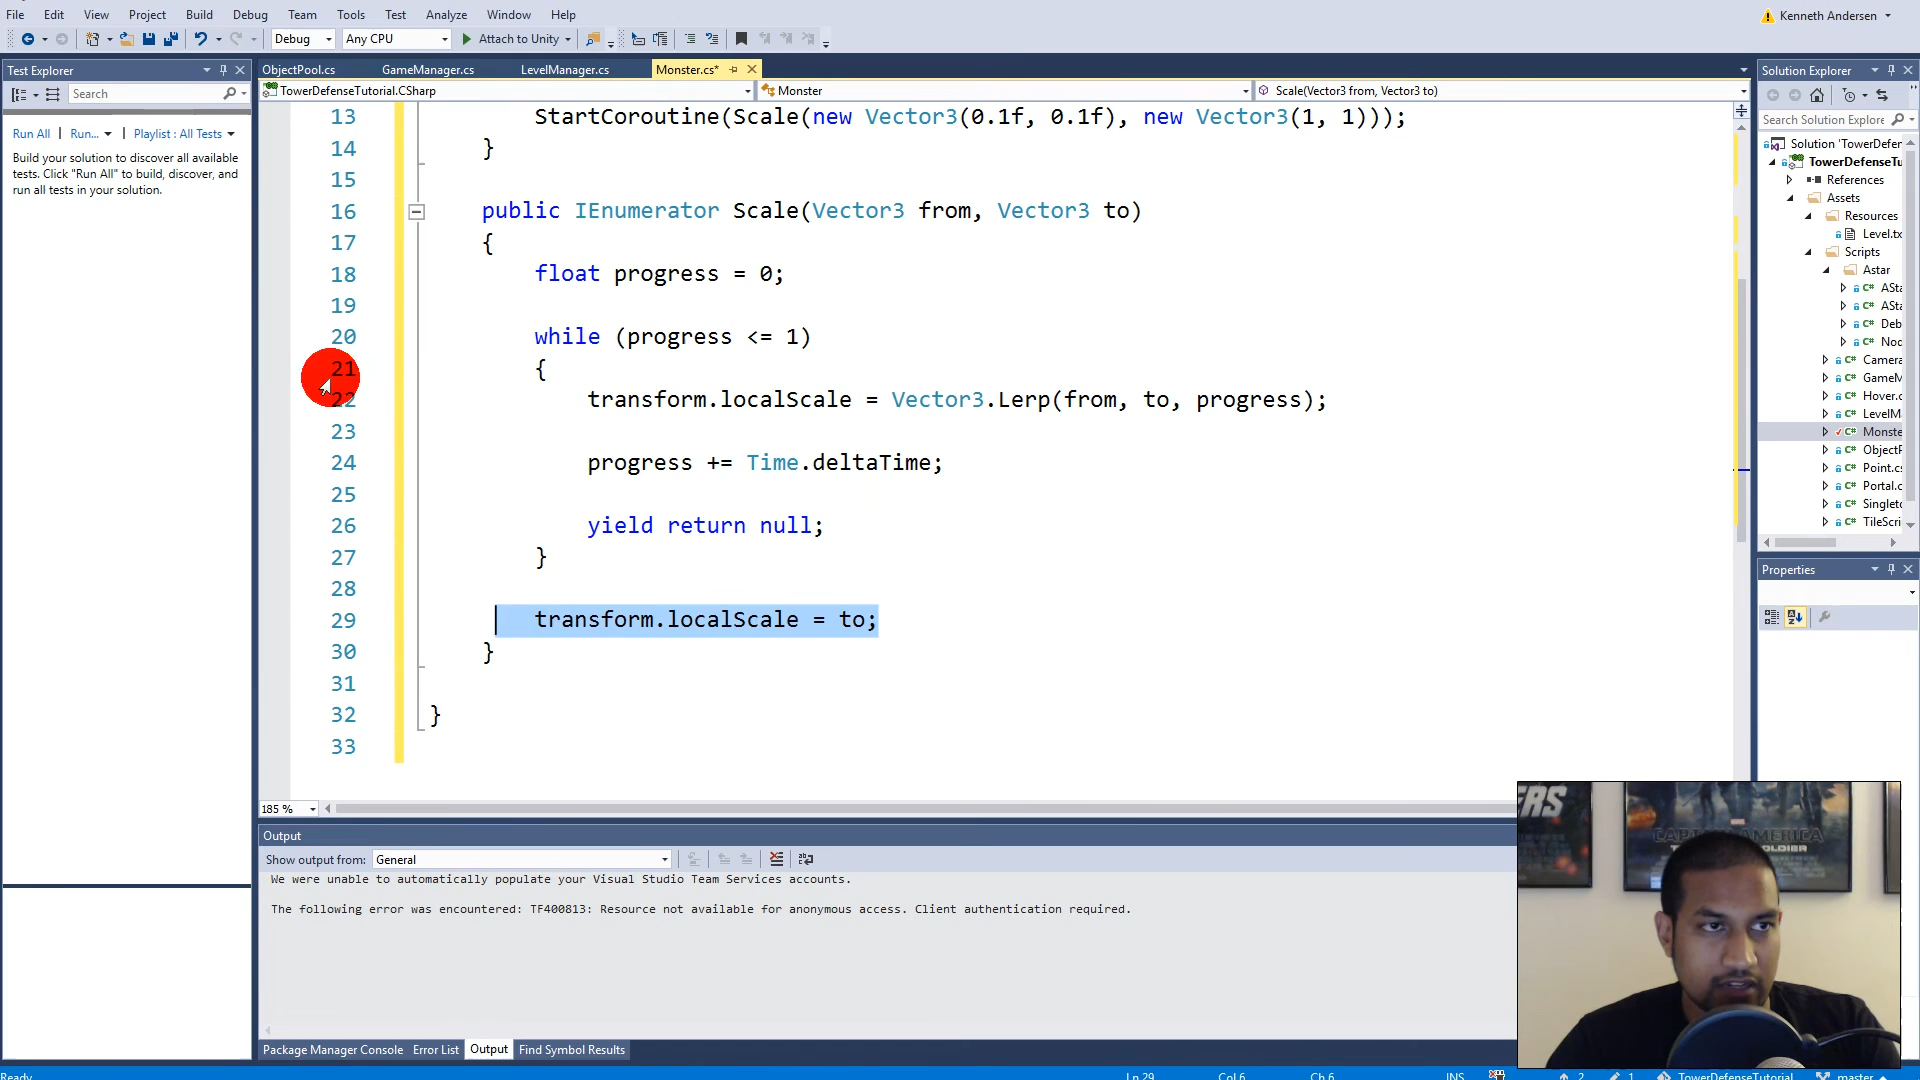 File Edit View Project Build Debug Team Tools Test Analyze Window Help
Kenneth Andersen
Debug Any CPU Attach to Unity
Test Explorer
Search
Run All Run... Playlist : All Tests
Build your solution to discover all available
tests. Click "Run All" to build, discover, and
run all tests in your solution.
ObjectPool.cs GameManager.cs LevelManager.cs Monster.cs*
TowerDefenseTutorial.CSharp Monster Scale(Vector3 from, Vector3 to)
13 StartCoroutine(Scale(new Vector3(0.1f, 0.1f), new Vector3(1, 1)));
14 }
15
16 public IEnumerator Scale(Vector3 from, Vector3 to)
17 {
18 float progress = 0;
19
20 while (progress <= 1)
21 {
22 transform.localScale = Vector3.Lerp(from, to, progress);
23
24 progress += Time.deltaTime;
25
26 yield return null;
27 }
28
29 transform.localScale = to;
30 }
31
32 }
33
185 %
Output
Show output from: General
We were unable to automatically populate your Visual Studio Team Services accounts.
The following error was encountered: TF400813: Resource not available for anonymous access. Client authentication required.
Package Manager Console Error List Output Find Symbol Results
Solution Explorer
Search Solution Explore
Solution 'TowerDefer
TowerDefenseTu
References
Assets
Resources
Level.tx
Scripts
Astar
C# ASta
C# ASta
C# Deb
C# Nod
C# Camera
C# GameM
C# Hover.c
C# LevelM
C# Monste
C# ObjectP
C# Point.cs
C# Portal.c
C# Singleto
C# TileScri
Properties
ERS
CAPTAIN AMERICA
Ready Ln 29 Col 6 Ch 6 INS 2 1 TowerDefenseTutorial master